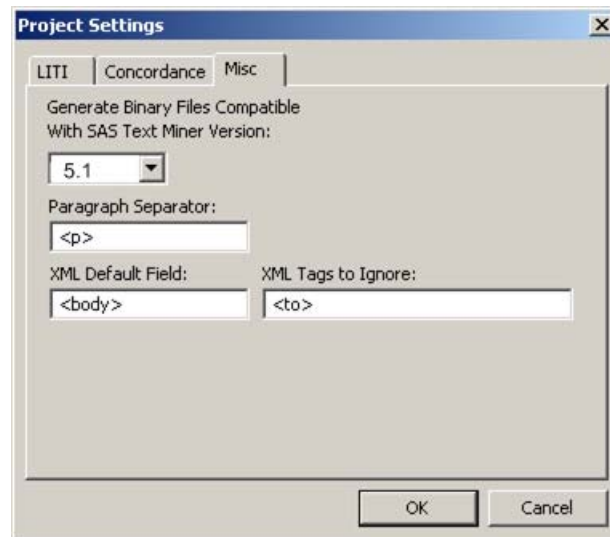 Project Settings
LITI Concordance Misc
Generate Binary Files Compatible
With SAS Text Miner Version:
5.1
Paragraph Separator:
<p>
XML Default Field: XML Tags to Ignore:
<body> <to>
OK Cancel